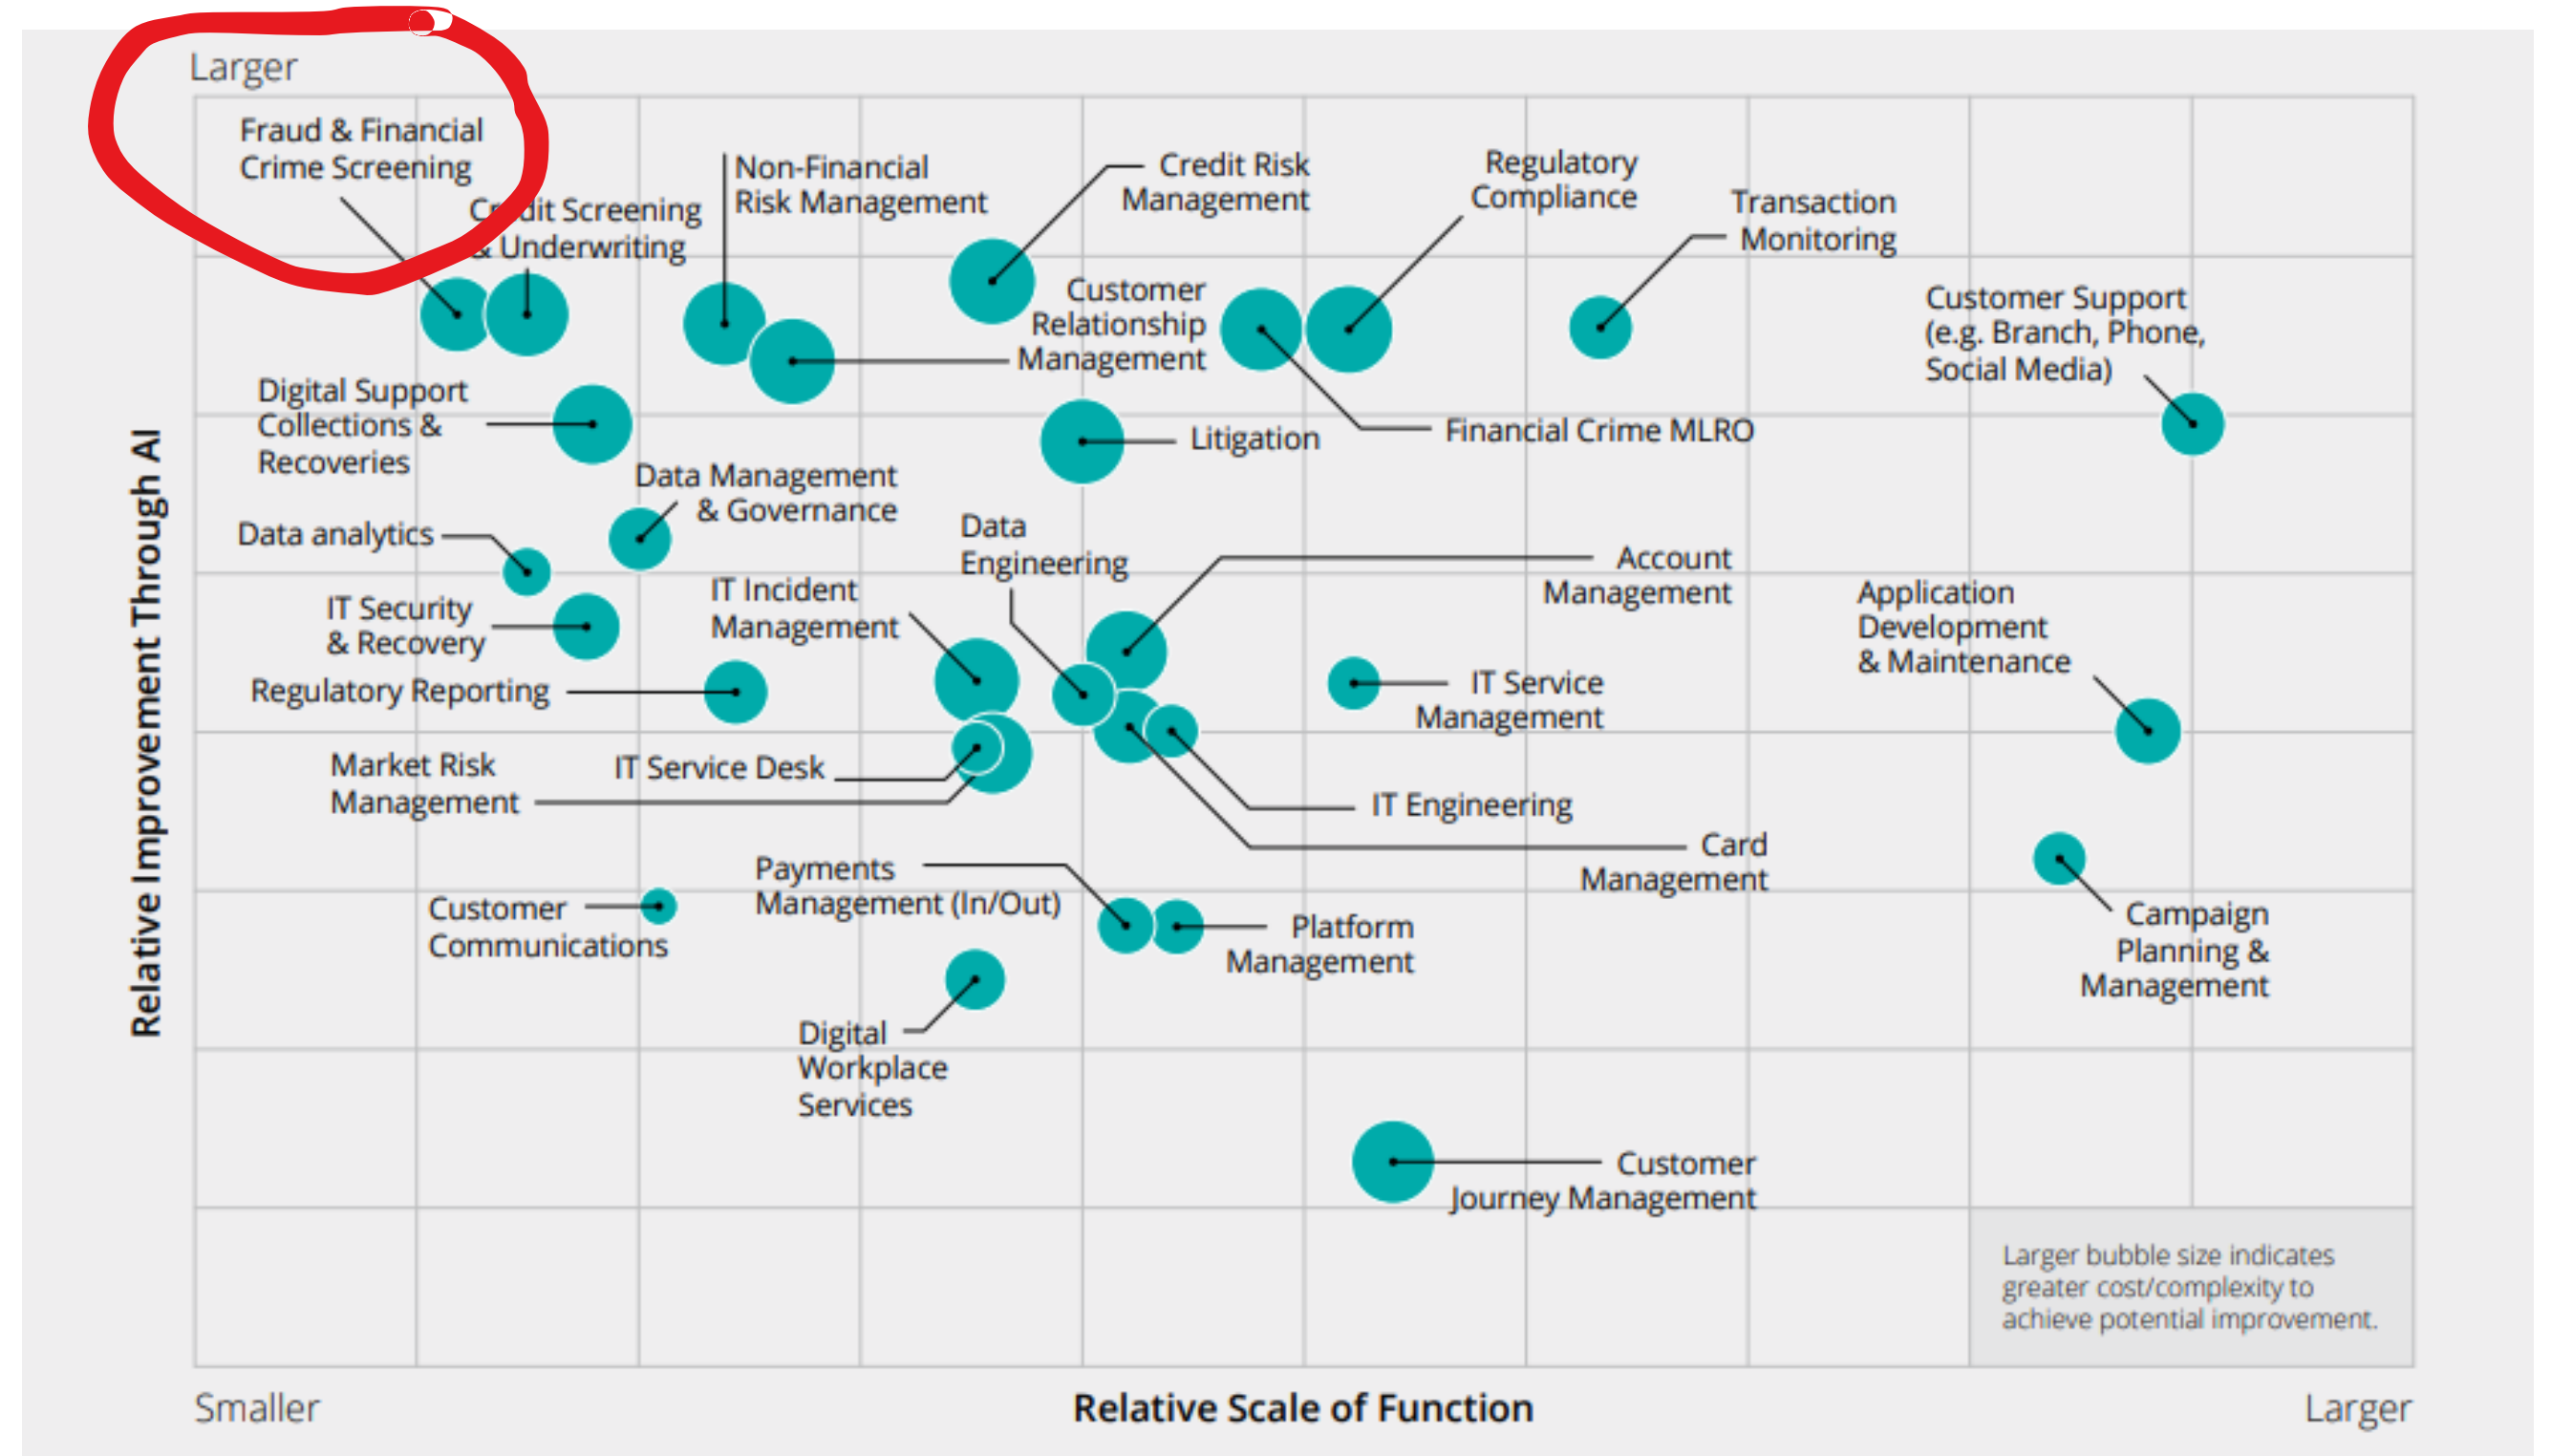 Larger
Fraud & Financial
Crime Screening
Credit Screening
& Underwriting
Non-Financial
Risk Management
Credit Risk
Management
Regulatory
Compliance
Transaction
Monitoring
Customer
Relationship
Management
Customer Support
(e.g. Branch, Phone,
Social Media)
Digital Support
Collections &
Recoveries
Litigation
Financial Crime MLRO
Data Management
& Governance
Data analytics
Data
Engineering
Account
Management
IT Incident
Management
IT Security
& Recovery
Application
Development
& Maintenance
Regulatory Reporting
IT Service
Management
Market Risk
Management
IT Service Desk
IT Engineering
Card
Management
Payments
Management (In/Out)
Customer
Communications
Platform
Management
Campaign
Planning &
Management
Digital
Workplace
Services
Customer
Journey Management
Larger bubble size indicates
greater cost/complexity to
achieve potential improvement.
Relative Improvement Through AI
Smaller
Relative Scale of Function
Larger